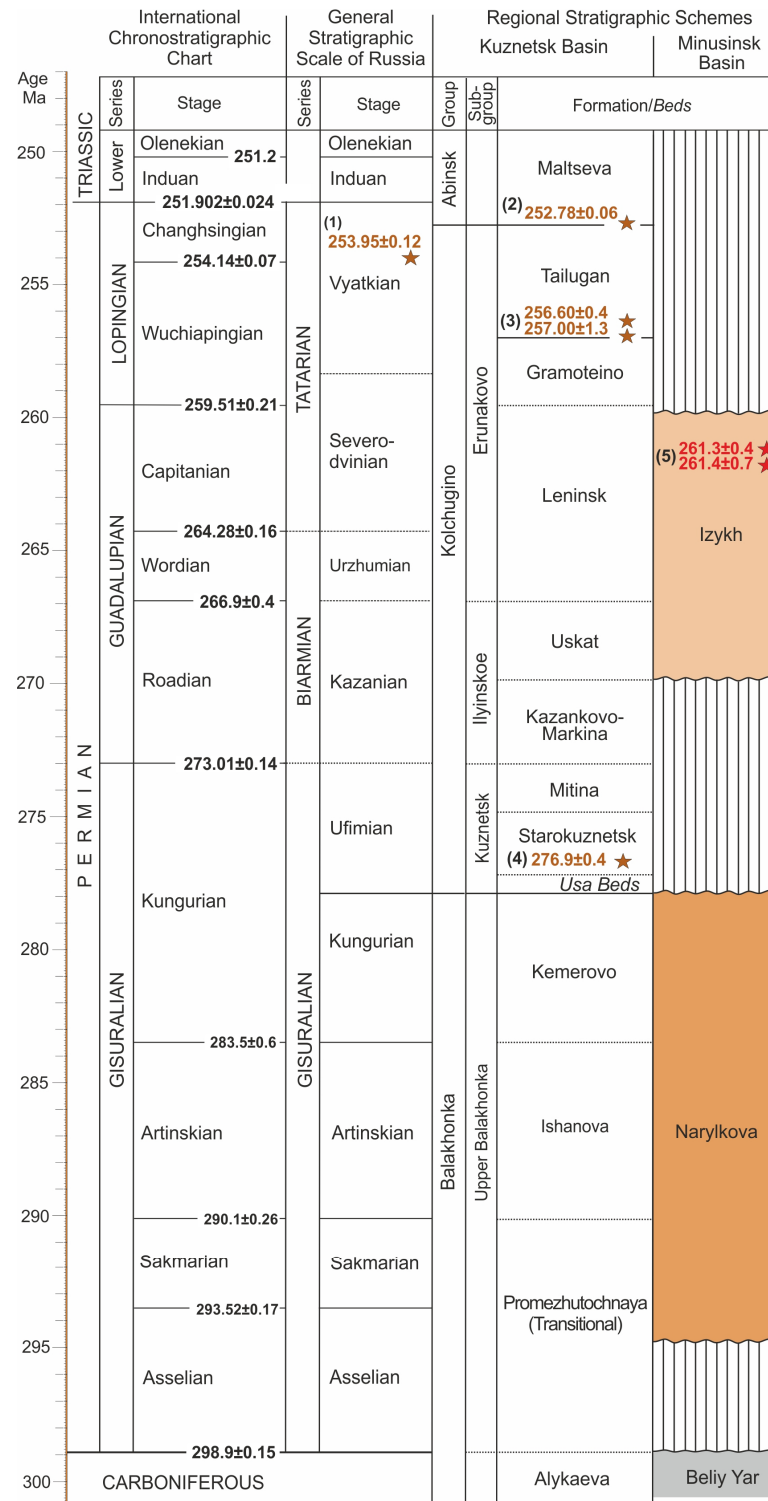 International
Chronostratigraphic
Chart
General
Stratigraphic
Scale of Russia
Regional Stratigraphic Schemes
Kuznetsk Basin
Minusinsk
Basin
Age
Ma
Series
Stage
Series
Stage
Group
Sub-
group
Formation/Beds
250
255
260
265
270
275
280
285
290
295
300
TRIASSIC
PERMIAN
Lower
LOPINGIAN
GUADALUPIAN
GISURALIAN
Olenekian
251.2
Induan
251.902±0.024
Changhsingian
254.14±0.07
Wuchiapingian
259.51±0.21
Capitanian
264.28±0.16
Wordian
266.9±0.4
Roadian
273.01±0.14
Kungurian
283.5±0.6
Artinskian
290.1±0.26
Sakmarian
293.52±0.17
Asselian
298.9±0.15
CARBONIFEROUS
TATARIAN
BIARMIAN
GISURALIAN
Olenekian
Induan
(1)
253.95±0.12
Vyatkian
Severo-
dvinian
Urzhumian
Kazanian
Ufimian
Kungurian
Artinskian
Sakmarian
Asselian
Abinsk
Kolchugino
Balakhonka
Erunakovo
Ilyinskoe
Kuznetsk
Upper Balakhonka
Maltseva
(2) 252.78±0.06
Tailugan
(3) 256.60±0.4
257.00±1.3
Gramoteino
Leninsk
Uskat
Kazankovo-
Markina
Mitina
Starokuznetsk
(4) 276.9±0.4
Usa Beds
Kemerovo
Ishanova
Promezhutochnaya
(Transitional)
Alykaeva
(5) 261.3±0.4
261.4±0.7
Izykh
Narylkova
Beliy Yar